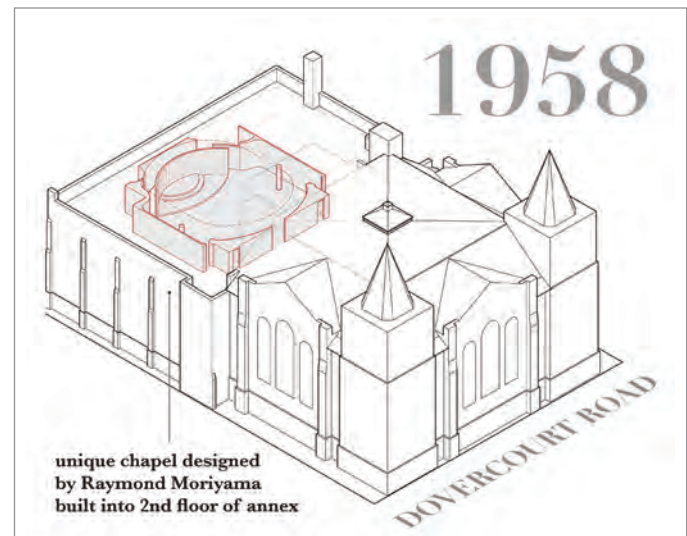 1958
unique chapel designed
by Raymond Moriyama
built into 2nd floor of annex
DOVERCOURT ROAD